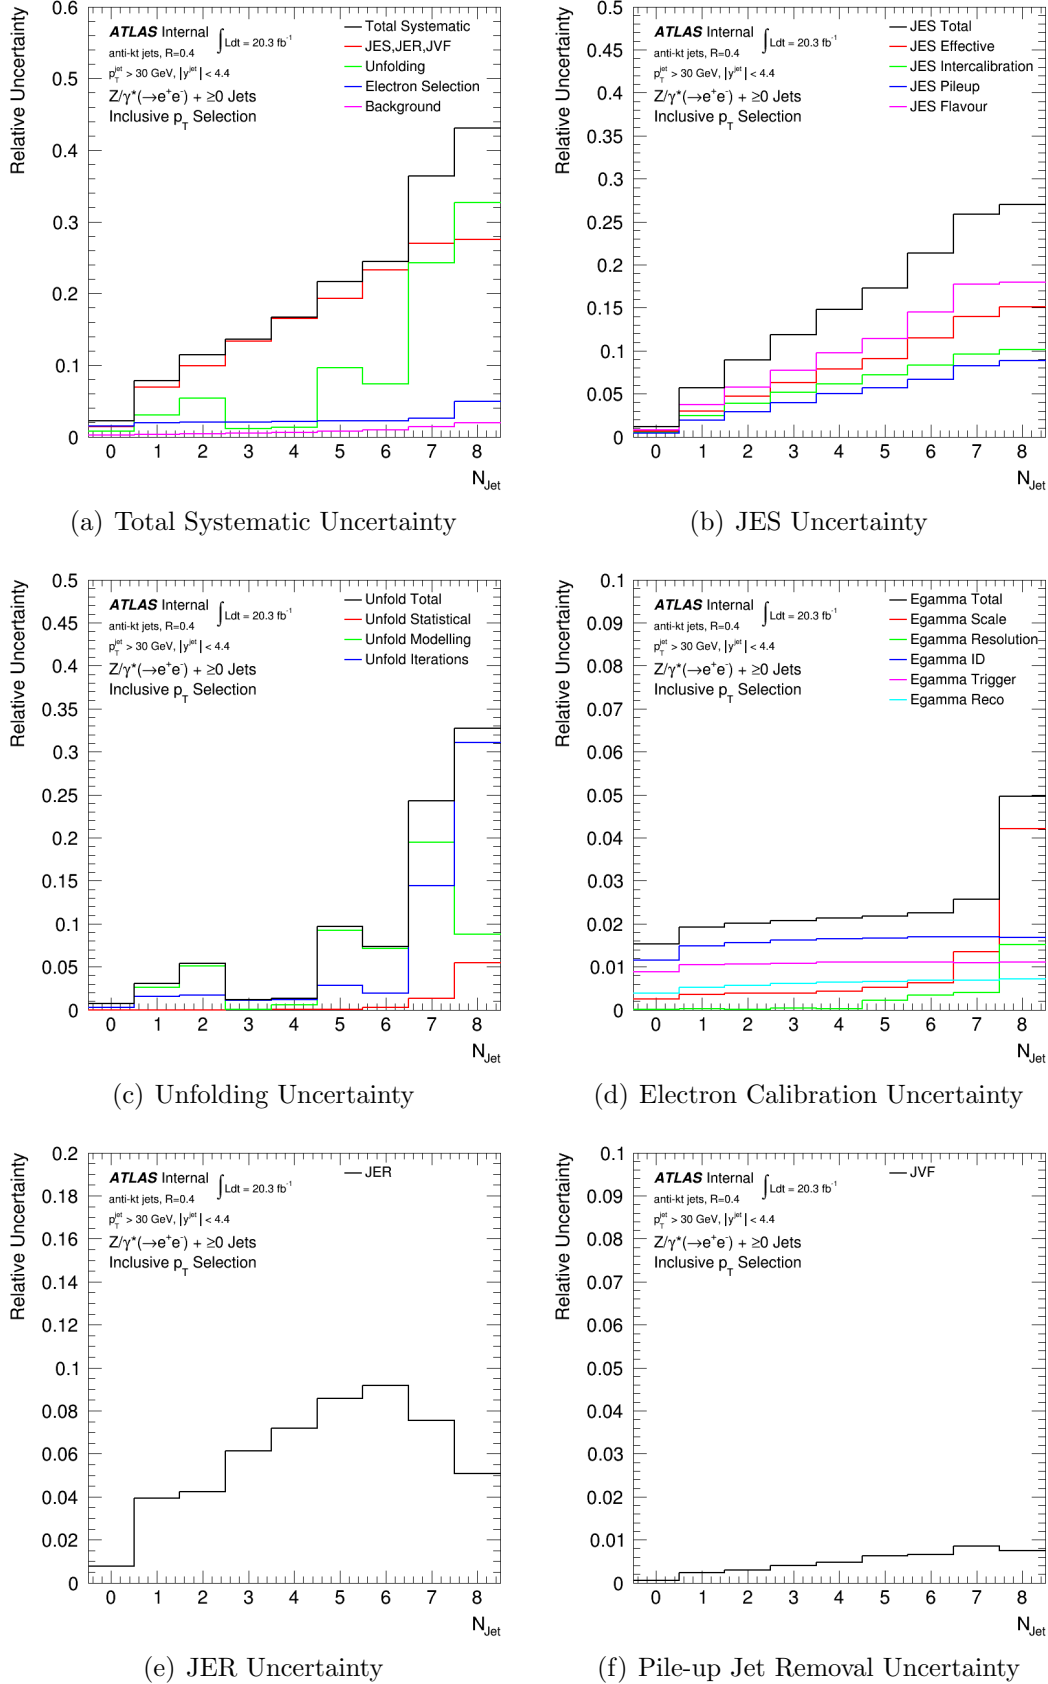 Relative Uncertainty
0.6
0.5
0.4
0.3
0.2
0.1
0
ATLAS Internal ∫Ldt = 20.3 fb⁻¹
anti-kt jets, R=0.4
p_T^jet > 30 GeV, |y^jet| < 4.4
Z/γ*(→e⁺e⁻) + ≥0 Jets
Inclusive p_T Selection
Total Systematic
JES,JER,JVF
Unfolding
Electron Selection
Background
0 1 2 3 4 5 6 7 8
N_Jet
(a) Total Systematic Uncertainty
Relative Uncertainty
0.5
0.45
0.4
0.35
0.3
0.25
0.2
0.15
0.1
0.05
0
ATLAS Internal ∫Ldt = 20.3 fb⁻¹
anti-kt jets, R=0.4
p_T^jet > 30 GeV, |y^jet| < 4.4
Z/γ*(→e⁺e⁻) + ≥0 Jets
Inclusive p_T Selection
JES Total
JES Effective
JES Intercalibration
JES Pileup
JES Flavour
0 1 2 3 4 5 6 7 8
N_Jet
(b) JES Uncertainty
Relative Uncertainty
0.5
0.45
0.4
0.35
0.3
0.25
0.2
0.15
0.1
0.05
0
ATLAS Internal ∫Ldt = 20.3 fb⁻¹
anti-kt jets, R=0.4
p_T^jet > 30 GeV, |y^jet| < 4.4
Z/γ*(→e⁺e⁻) + ≥0 Jets
Inclusive p_T Selection
Unfold Total
Unfold Statistical
Unfold Modelling
Unfold Iterations
0 1 2 3 4 5 6 7 8
N_Jet
(c) Unfolding Uncertainty
Relative Uncertainty
0.1
0.09
0.08
0.07
0.06
0.05
0.04
0.03
0.02
0.01
0
ATLAS Internal ∫Ldt = 20.3 fb⁻¹
anti-kt jets, R=0.4
p_T^jet > 30 GeV, |y^jet| < 4.4
Z/γ*(→e⁺e⁻) + ≥0 Jets
Inclusive p_T Selection
Egamma Total
Egamma Scale
Egamma Resolution
Egamma ID
Egamma Trigger
Egamma Reco
0 1 2 3 4 5 6 7 8
N_Jet
(d) Electron Calibration Uncertainty
Relative Uncertainty
0.2
0.18
0.16
0.14
0.12
0.1
0.08
0.06
0.04
0.02
0
ATLAS Internal ∫Ldt = 20.3 fb⁻¹
anti-kt jets, R=0.4
p_T^jet > 30 GeV, |y^jet| < 4.4
Z/γ*(→e⁺e⁻) + ≥0 Jets
Inclusive p_T Selection
JER
0 1 2 3 4 5 6 7 8
N_Jet
(e) JER Uncertainty
Relative Uncertainty
0.1
0.09
0.08
0.07
0.06
0.05
0.04
0.03
0.02
0.01
0
ATLAS Internal ∫Ldt = 20.3 fb⁻¹
anti-kt jets, R=0.4
p_T^jet > 30 GeV, |y^jet| < 4.4
Z/γ*(→e⁺e⁻) + ≥0 Jets
Inclusive p_T Selection
JVF
0 1 2 3 4 5 6 7 8
N_Jet
(f) Pile-up Jet Removal Uncertainty